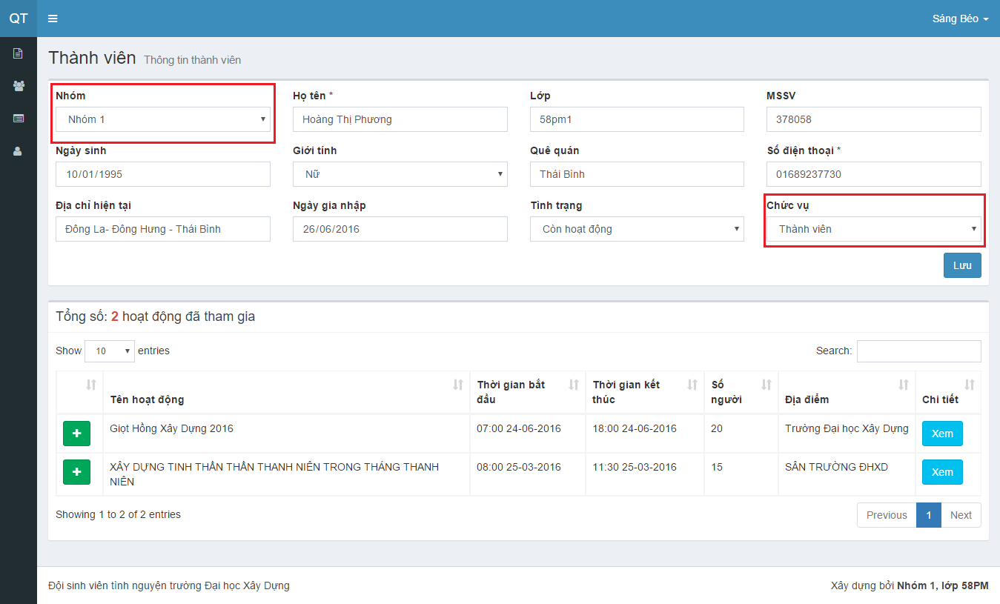 QT
Sáng Béo
Thành viên Thông tin thành viên
Nhóm Họ tên * Lớp MSSV
Nhóm 1 Hoàng Thị Phương 58pm1 378058
Ngày sinh Giới tính Quê quán Số điện thoại *
10/01/1995 Nữ Thái Bình 01689237730
Địa chỉ hiện tại Ngày gia nhập Tình trạng Chức vụ
Đông La- Đông Hưng - Thái Bình 26/06/2016 Còn hoạt động Thành viên
Lưu
Tổng số: 2 hoạt động đã tham gia
Show 10 entries Search:
Thời gian bắt Thời gian kết Số
Tên hoạt động đầu thúc người Địa điểm Chi tiết
Giọt Hồng Xây Dựng 2016 07:00 24-06-2016 18:00 24-06-2016 20 Trường Đại học Xây Dựng Xem
XÂY DỰNG TINH THẦN THẦN THANH NIÊN TRONG THÁNG THANH 08:00 25-03-2016 11:30 25-03-2016 15 SÂN TRƯỜNG ĐHXD Xem
NIÊN
Showing 1 to 2 of 2 entries Previous 1 Next
Đội sinh viên tình nguyện trường Đại học Xây Dựng Xây dựng bởi Nhóm 1, lớp 58PM